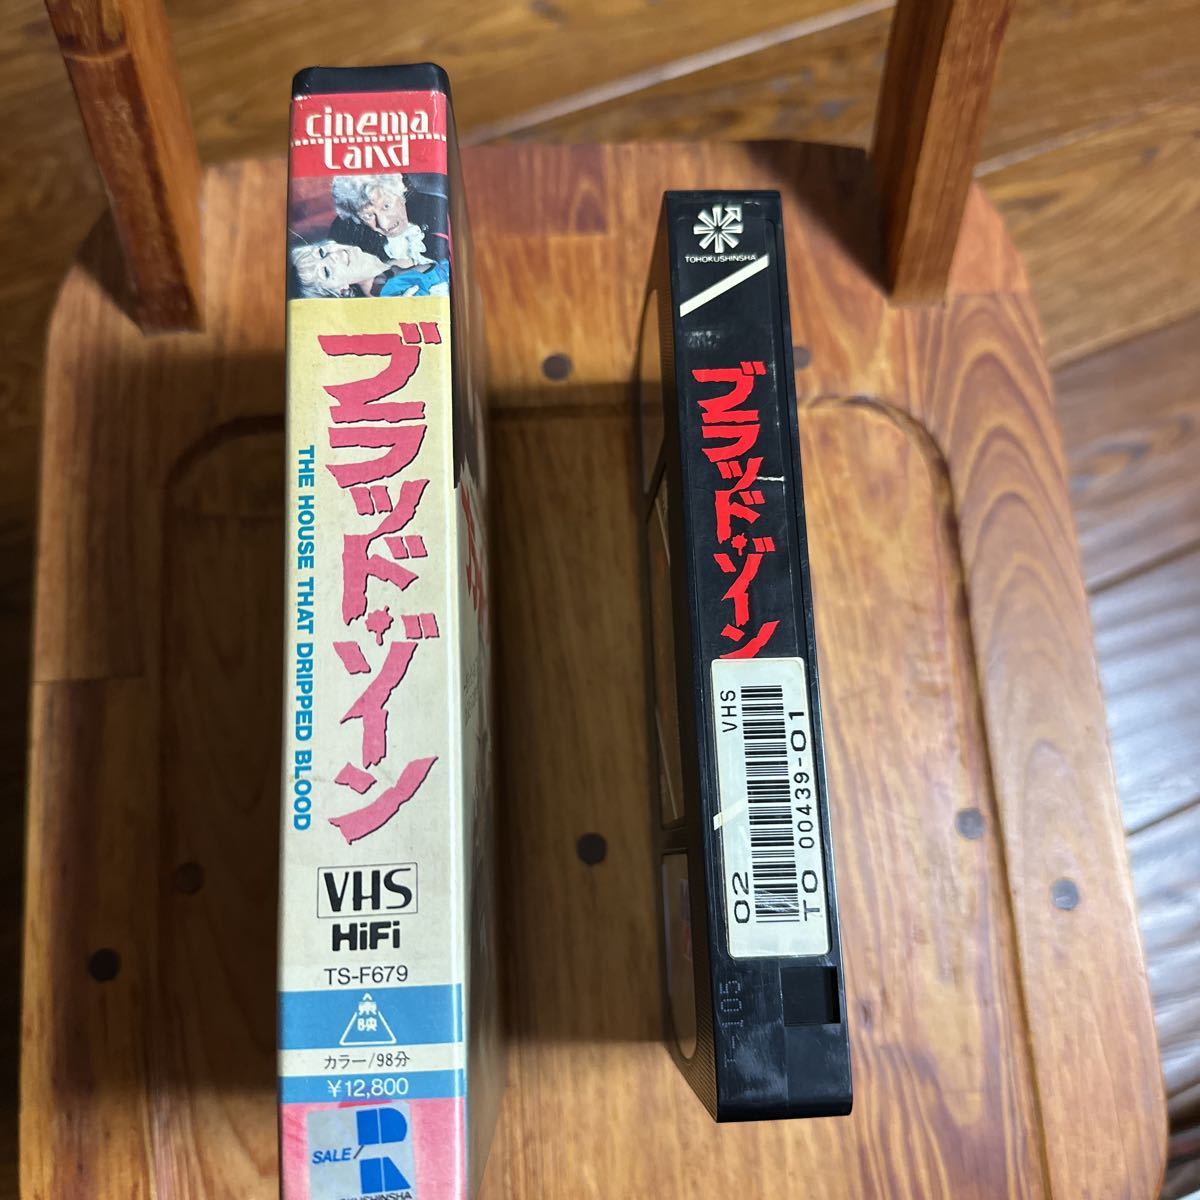 cinema
land
ブラッド・ゾイン
THE HOUSE THAT DRIPPED BLOOD
VHS
HiFi
TS-F679
東映
カラー/98分
¥12,800
SALE/
TOHOKUSHINSHA
ブラッド・ゾイン
VHS
02
TO 00439-01
T-105